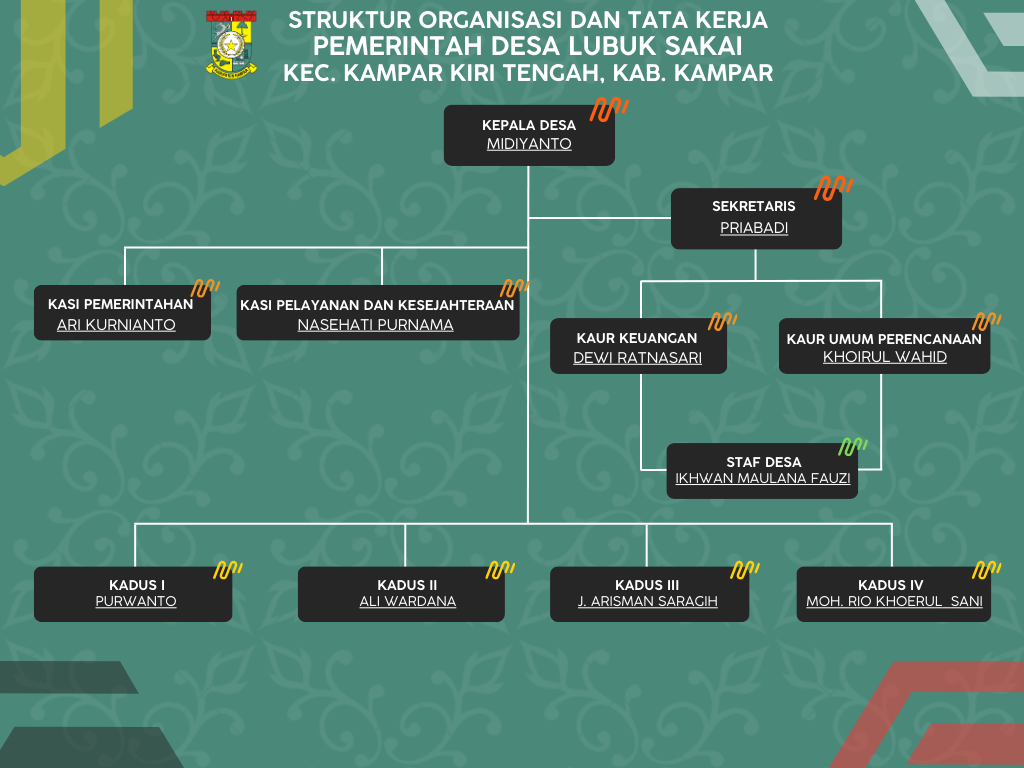 STRUKTUR ORGANISASI DAN TATA KERJA
PEMERINTAH DESA LUBUK SAKAI
KEC. KAMPAR KIRI TENGAH, KAB. KAMPAR
KEPALA DESA
MIDIYANTO
SEKRETARIS
PRIABADI
KASI PEMERINTAHAN
ARI KURNIANTO
KASI PELAYANAN DAN KESEJAHTERAAN
NASEHATI PURNAMA
KAUR KEUANGAN
DEWI RATNASARI
KAUR UMUM PERENCANAAN
KHOIRUL WAHID
STAF DESA
IKHWAN MAULANA FAUZI
KADUS I
PURWANTO
KADUS II
ALI WARDANA
KADUS III
J. ARISMAN SARAGIH
KADUS IV
MOH. RIO KHOERUL SANI